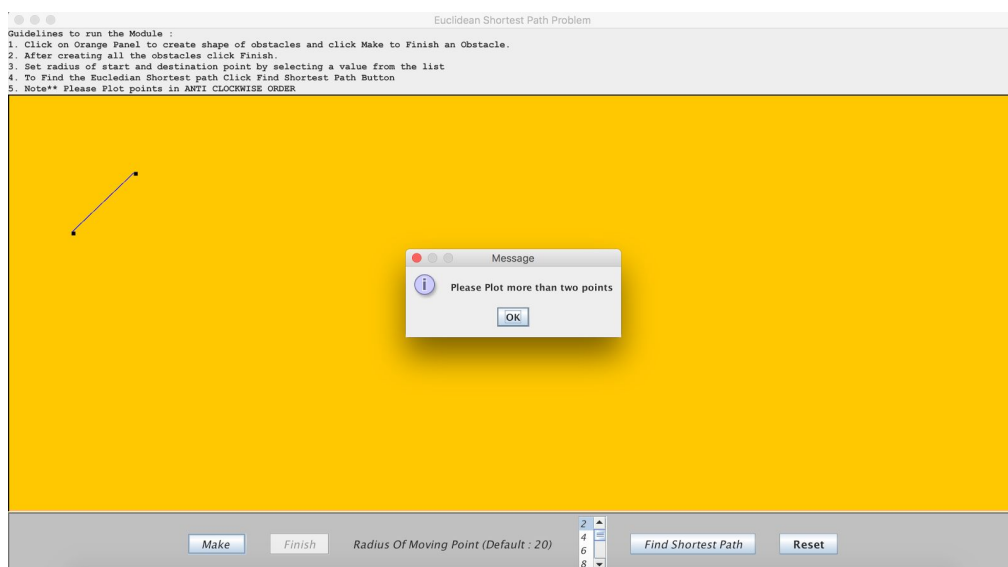 Euclidean Shortest Path Problem
Guidelines to run the Module :
1. Click on Orange Panel to create shape of obstacles and click Make to Finish an Obstacle.
2. After creating all the obstacles click Finish.
3. Set radius of start and destination point by selecting a value from the list
4. To Find the Eucledian Shortest path Click Find Shortest Path Button
5. Note** Please Plot points in ANTI CLOCKWISE ORDER
Message
i
Please Plot more than two points
OK
Make Finish Radius Of Moving Point (Default : 20)
2
4
6
8
Find Shortest Path Reset